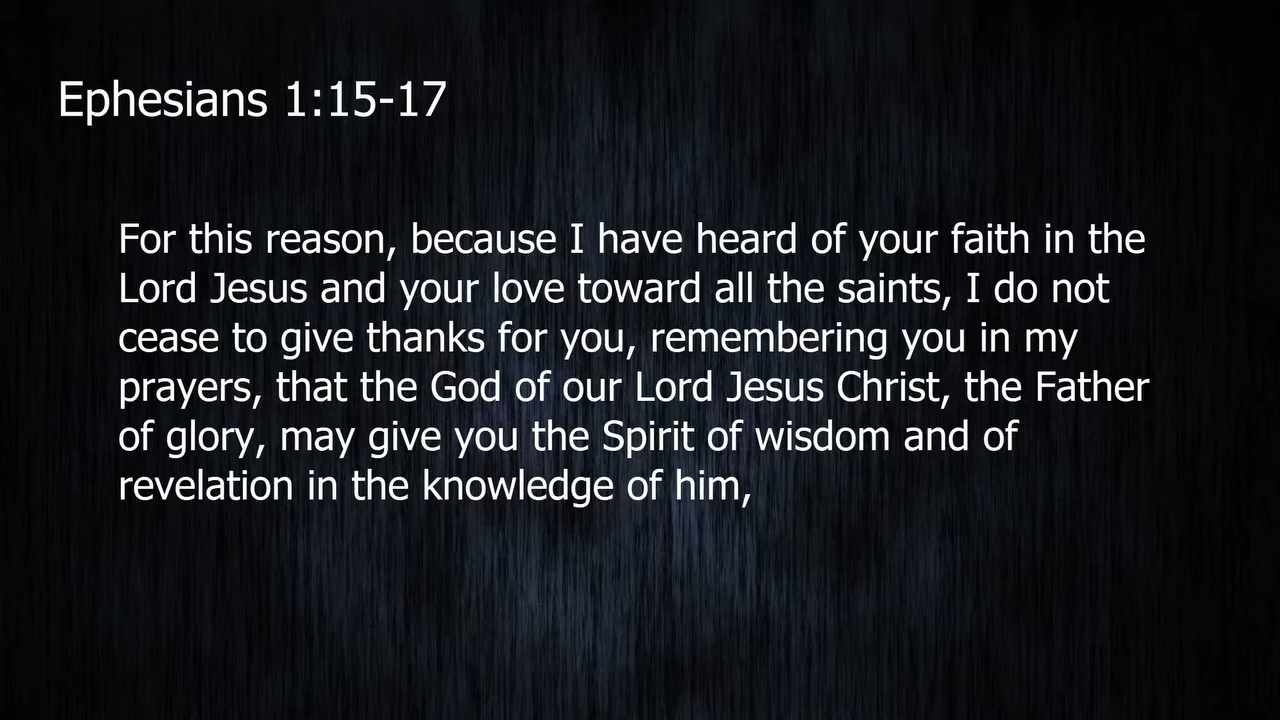 Ephesians 1:15-17
For this reason, because I have heard of your faith in the
Lord Jesus and your love toward all the saints, I do not
cease to give thanks for you, remembering you in my
prayers, that the God of our Lord Jesus Christ, the Father
of glory, may give you the Spirit of wisdom and of
revelation in the knowledge of him,